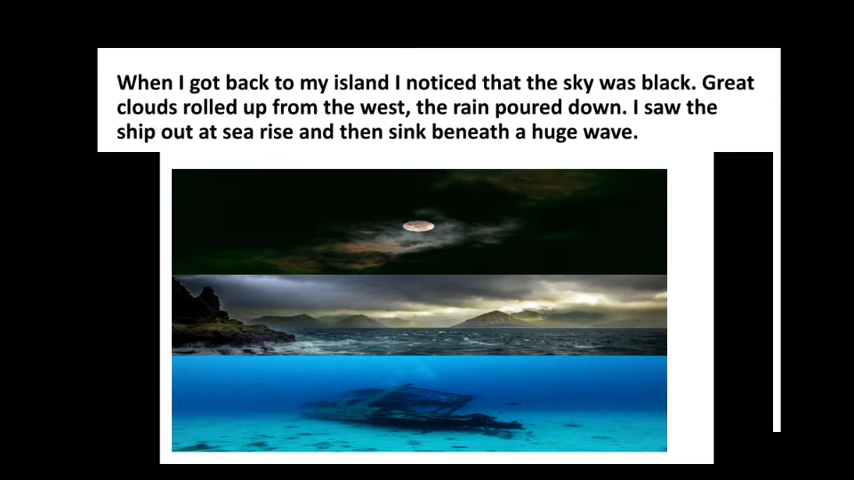 When I got back to my island I noticed that the sky was black. Great
clouds rolled up from the west, the rain poured down. I saw the
ship out at sea rise and then sink beneath a huge wave.